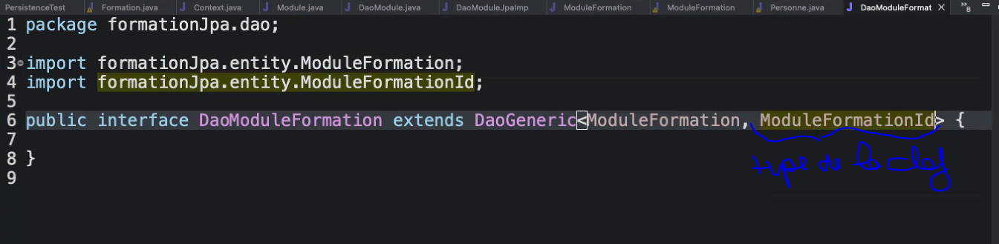 PersistenceTest Formation.java Context.java Module.java DaoModule.java DaoModuleJpaImp ModuleFormation ModuleFormation Personne.java DaoModuleFormat
8
1 package formationJpa.dao;
2
3 import formationJpa.entity.ModuleFormation;
4 import formationJpa.entity.ModuleFormationId;
5
6 public interface DaoModuleFormation extends DaoGeneric<ModuleFormation, ModuleFormationId> {
7
8 }
9
type de la clef